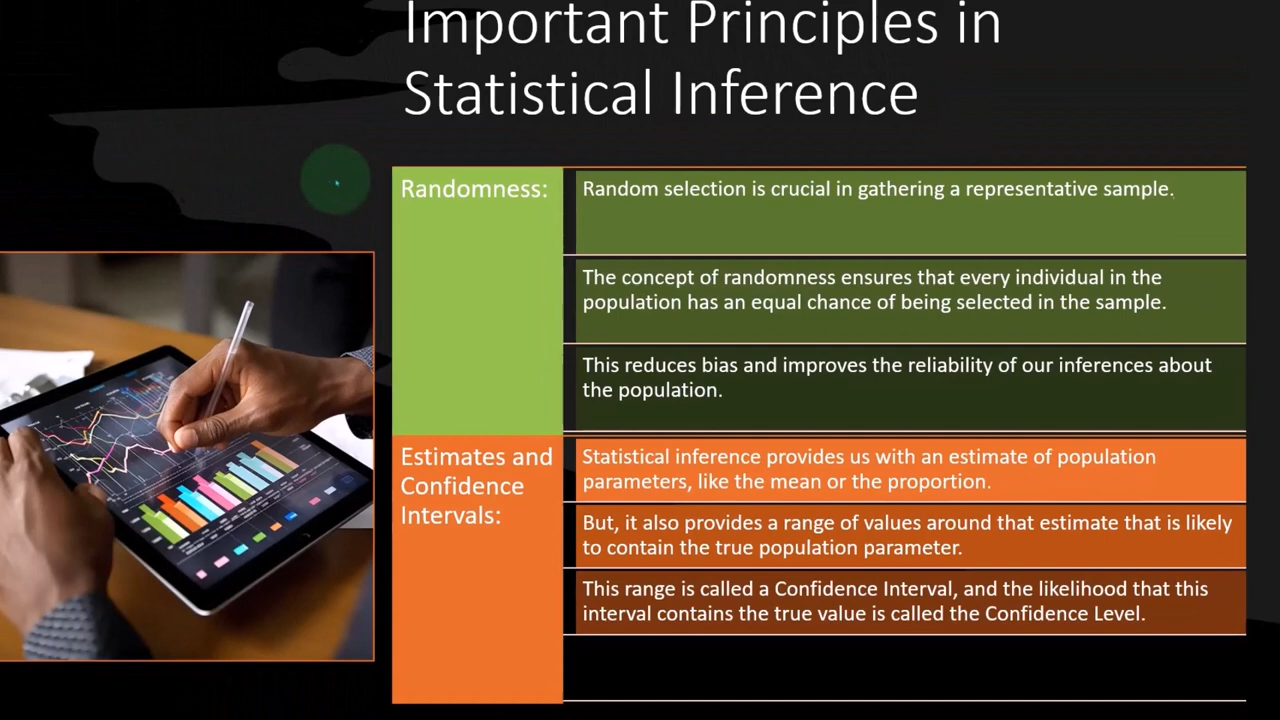 Important Principles in
Statistical Inference
Randomness:
Random selection is crucial in gathering a representative sample.
The concept of randomness ensures that every individual in the
population has an equal chance of being selected in the sample.
This reduces bias and improves the reliability of our inferences about
the population.
Estimates and
Confidence
Intervals:
Statistical inference provides us with an estimate of population
parameters, like the mean or the proportion.
But, it also provides a range of values around that estimate that is likely
to contain the true population parameter.
This range is called a Confidence Interval, and the likelihood that this
interval contains the true value is called the Confidence Level.